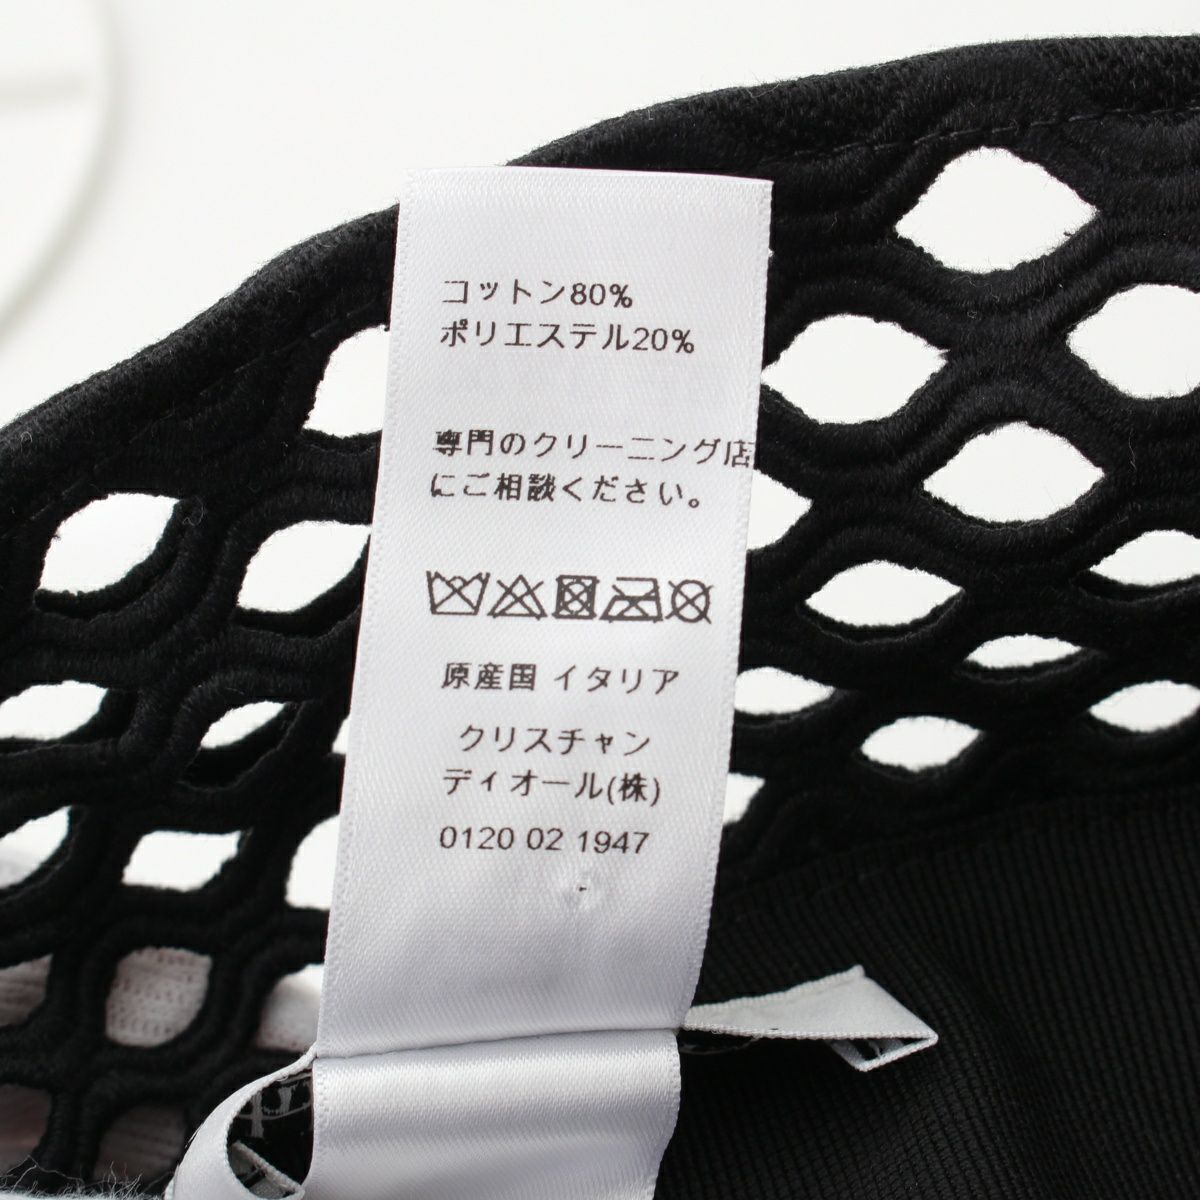 コットン80%
ポリエステル20%
専門のクリーニング店
にご相談ください。
原産国 イタリア
クリスチャン
ディオール(株)
0120 02 1947